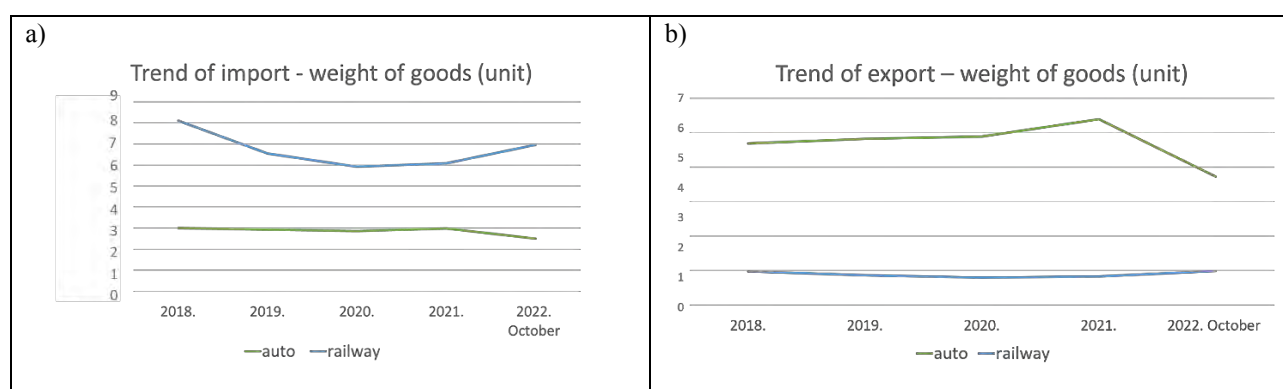 a)
Trend of import - weight of goods (unit)
9
8
7
6
5
4
3
2
1
0
2018.
2019.
2020.
2021.
2022.
October
auto
railway
b)
Trend of export – weight of goods (unit)
7
6
5
4
3
2
1
0
2018.
2019.
2020.
2021.
2022. October
auto
railway